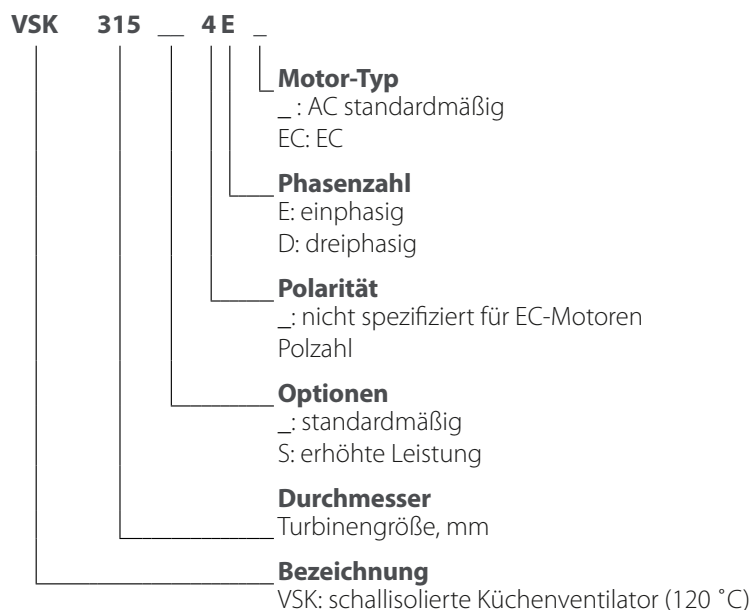 VSK 315 __ 4 E _
Motor-Typ
_ : AC standardmäßig
EC: EC
Phasenzahl
E: einphasig
D: dreiphasig
Polarität
_: nicht spezifiziert für EC-Motoren
Polzahl
Optionen
_: standardmäßig
S: erhöhte Leistung
Durchmesser
Turbinengröße, mm
Bezeichnung
VSK: schallisolierte Küchenventilator (120 ˚C)